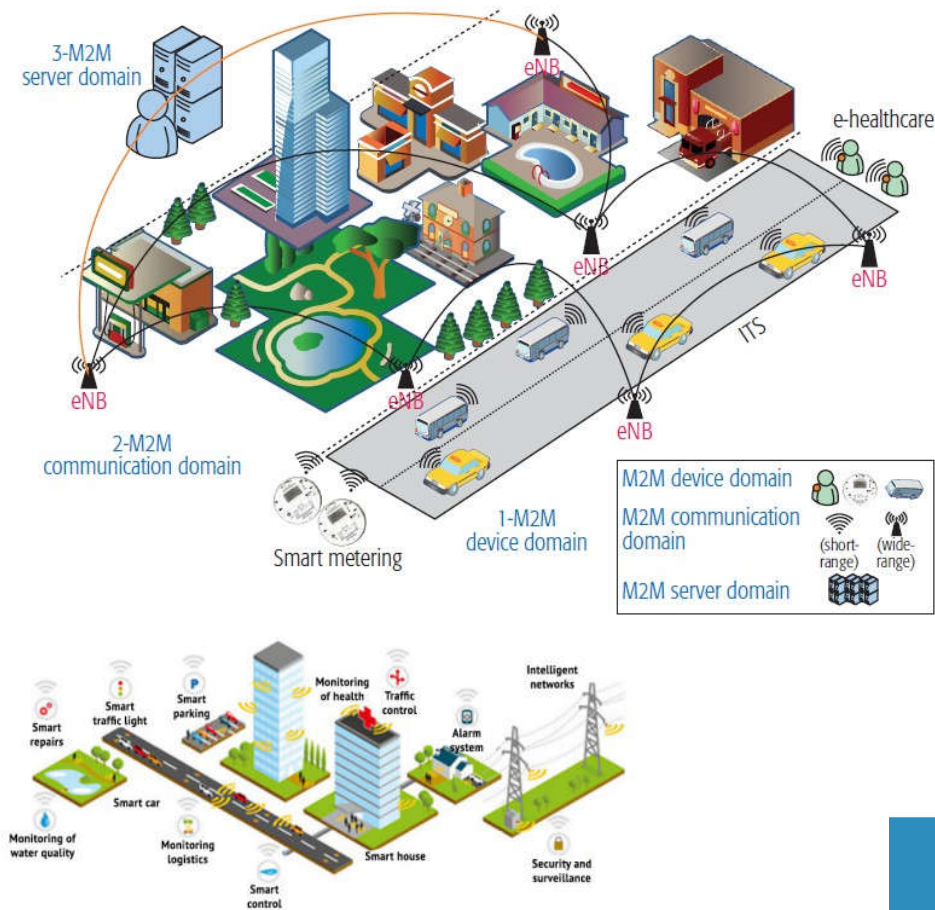 3-M2M
server domain
eNB
e-healthcare
eNB
eNB
ITS
eNB
eNB
eNB
2-M2M
communication domain
1-M2M
device domain
Smart metering
M2M device domain
M2M communication
domain
(short-
range)
(wide-
range)
M2M server domain
Intelligent
networks
Monitoring
of health
Traffic
control
Smart
parking
Smart
traffic light
Smart
repairs
Alarm
system
Smart car
Monitoring of
water quality
Monitoring
logistics
Smart house
Security and
surveillance
Smart
control
P